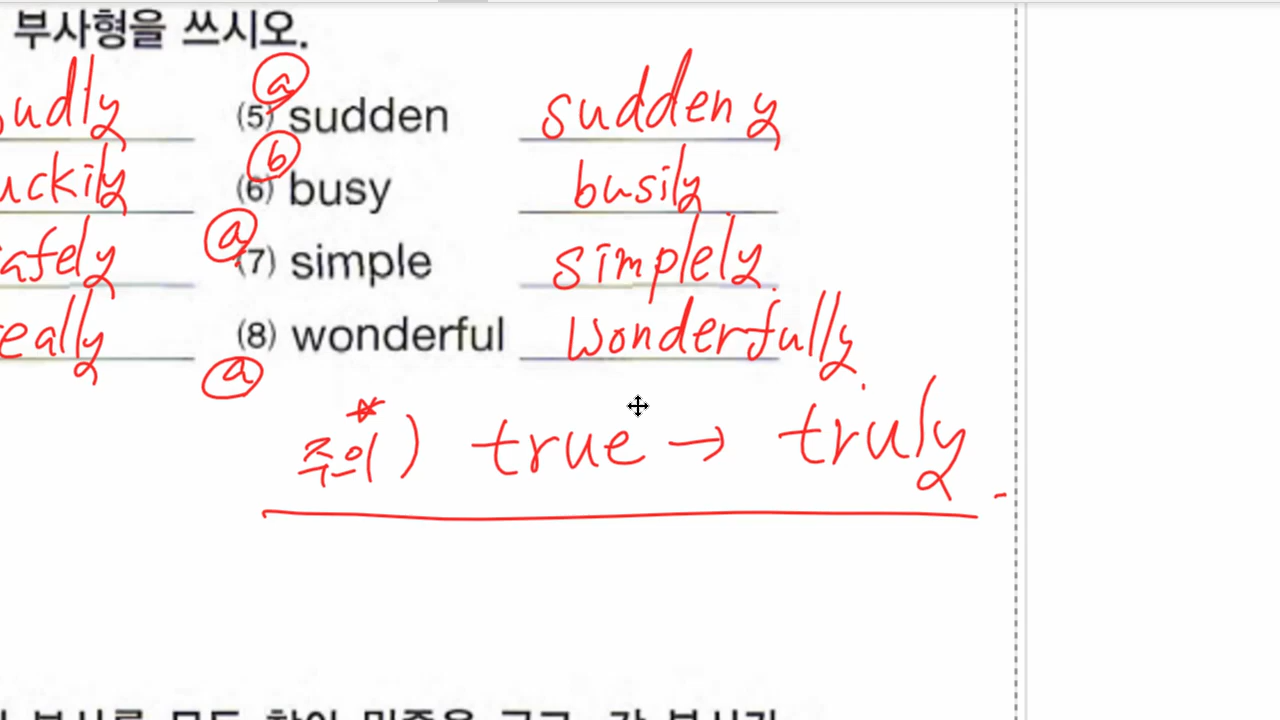 부사형을 쓰시오.
udly (5) ⓐ sudden suddeny
uckily (6) ⓑ busy busily
afely (7) ⓐ simple simplely
eally (8) ⓐ wonderful wonderfully
주의) true → truly.